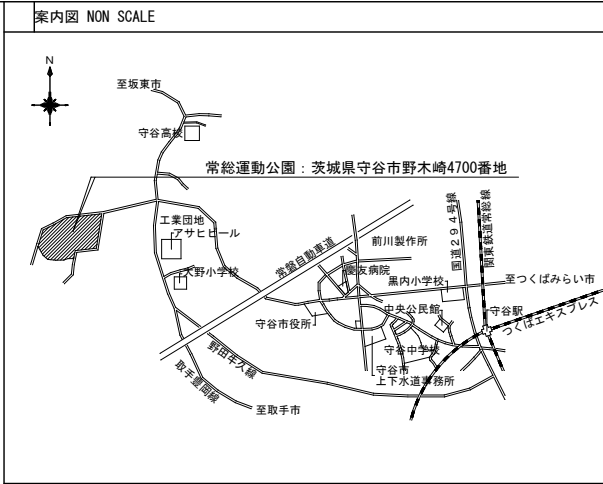 案内図 NON SCALE
N
至坂東市
守谷高校
常総運動公園：茨城県守谷市野木崎4700番地
工業団地
アサヒビール
大野小学校
常磐自動車道
前川製作所
国道294号線
関東鉄道常総線
慶友病院
黒内小学校
至つくばみらい市
中央公民館
守谷駅
つくばエキスプレス
守谷市役所
守谷中学校
守谷市
上下水道事務所
野田牛久線
取手豊岡線
至取手市